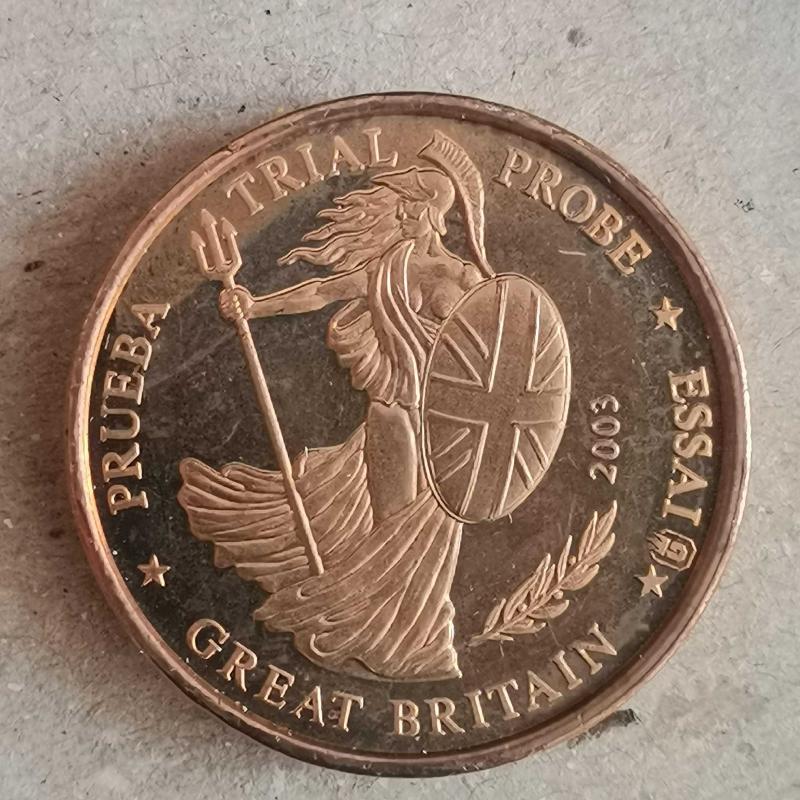 PRUEBA TRIAL PROBE ESSAI
2003
GREAT BRITAIN